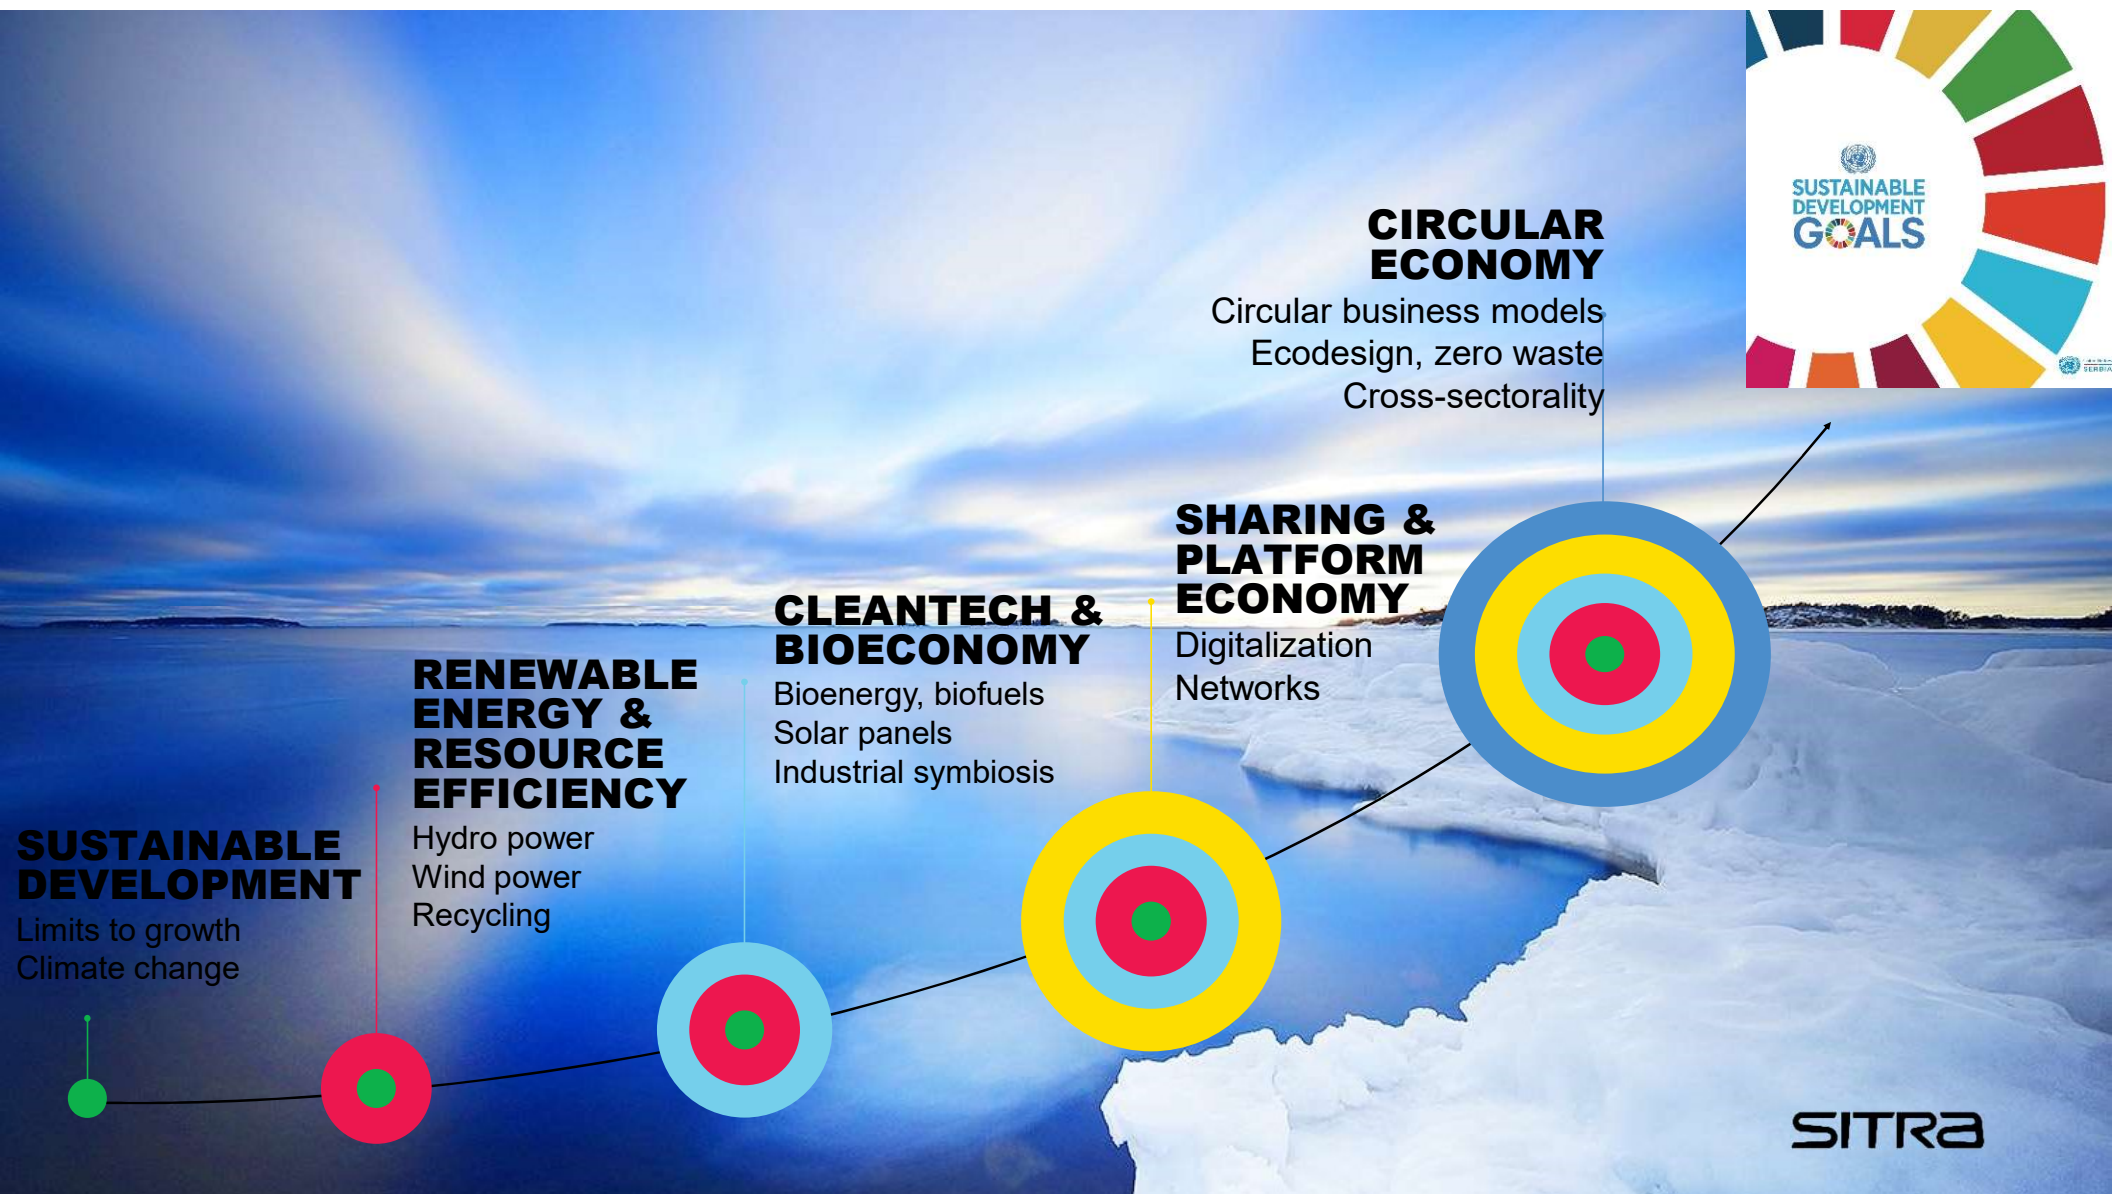 SUSTAINABLE
DEVELOPMENT
Limits to growth
Climate change
RENEWABLE
ENERGY &
RESOURCE
EFFICIENCY
Hydro power
Wind power
Recycling
CLEANTECH &
BIOECONOMY
Bioenergy, biofuels
Solar panels
Industrial symbiosis
SHARING &
PLATFORM
ECONOMY
Digitalization
Networks
CIRCULAR
ECONOMY
Circular business models
Ecodesign, zero waste
Cross-sectorality
SUSTAINABLE
DEVELOPMENT
GOALS
SERBIA
SITRA